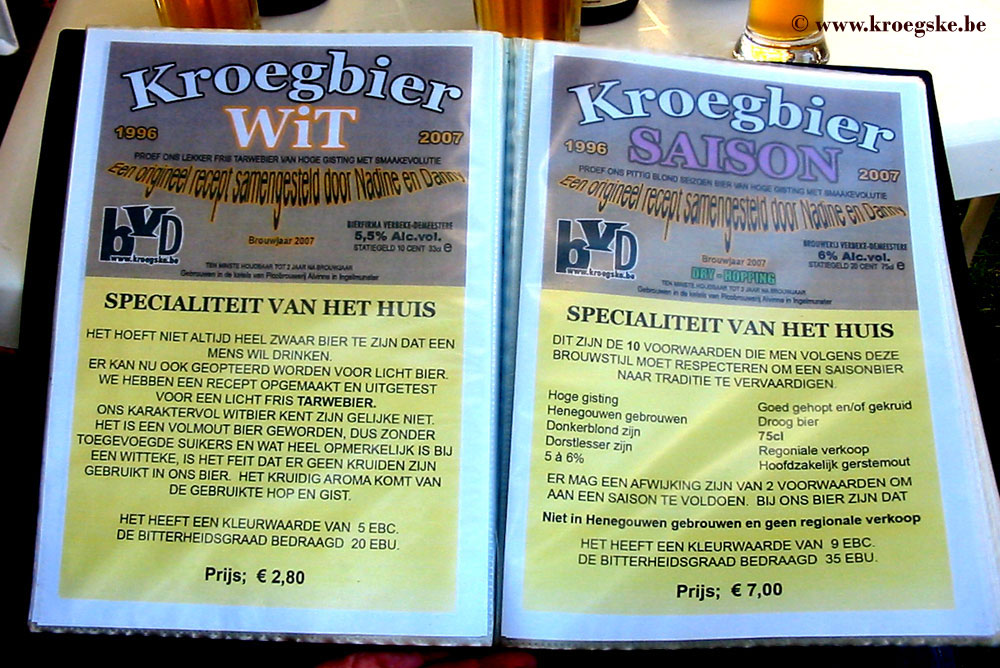 © www.kroegske.be
Kroegbier
WiT
1996
2007
PROEF ONS LEKKER FRIS TARWEBIER VAN HOGE GISTING MET SMAAKEVOLUTIE
Een origineel recept samengesteld door Nadine en Danny
bVD
www.kroegske.be
BIERFIRMA VERBEKE-DEMEESTERE
5,5% Alc.vol.
STATIEGELD 10 CENT 33cl e
Brouwjaar 2007
TEN MINSTE HOUDBAAR TOT 2 JAAR NA BROUWJAAR
Gebrouwen in de ketels van Picobrouwerij Alvinne in Ingelmunster
SPECIALITEIT VAN HET HUIS
HET HOEFT NIET ALTIJD HEEL ZWAAR BIER TE ZIJN DAT EEN
MENS WIL DRINKEN.
ER KAN NU OOK GEOPTEERD WORDEN VOOR LICHT BIER.
WE HEBBEN EEN RECEPT OPGEMAAKT EN UITGETEST
VOOR EEN LICHT FRIS TARWEBIER.
ONS KARAKTERVOL WITBIER KENT ZIJN GELIJKE NIET.
HET IS EEN VOLMOUT BIER GEWORDEN, DUS ZONDER
TOEGEVOEGDE SUIKERS EN WAT HEEL OPMERKELIJK IS BIJ
EEN WITTEKE, IS HET FEIT DAT ER GEEN KRUIDEN ZIJN
GEBRUIKT IN ONS BIER. HET KRUIDIG AROMA KOMT VAN
DE GEBRUIKTE HOP EN GIST.
HET HEEFT EEN KLEURWAARDE VAN 5 EBC.
DE BITTERHEIDSGRAAD BEDRAAGD 20 EBU.
Prijs; € 2,80
Kroegbier
SAISON
1996
2007
PROEF ONS PITTIG BLOND SEIZOEN BIER VAN HOGE GISTING MET SMAAKEVOLUTIE
Een origineel recept samengesteld door Nadine en Danny
bVD
www.kroegske.be
BROUWERIJ VERBEKE-DEMEESTERE
6% Alc.vol.
STATIEGELD 20 CENT 75cl e
Brouwjaar 2007
DRY - HOPPING
TEN MINSTE HOUDBAAR TOT 2 JAAR NA BROUWJAAR
Gebrouwen in de ketels van Picobrouwerij Alvinne in Ingelmunster
SPECIALITEIT VAN HET HUIS
DIT ZIJN DE 10 VOORWAARDEN DIE MEN VOLGENS DEZE
BROUWSTIJL MOET RESPECTEREN OM EEN SAISONBIER
NAAR TRADITIE TE VERVAARDIGEN.
Hoge gisting
Henegouwen gebrouwen
Donkerblond zijn
Dorstlesser zijn
5 à 6%
Goed gehopt en/of gekruid
Droog bier
75cl
Regoniale verkoop
Hoofdzakelijk gerstemout
ER MAG EEN AFWIJKING ZIJN VAN 2 VOORWAARDEN OM
AAN EEN SAISON TE VOLDOEN. BIJ ONS BIER ZIJN DAT
Niet in Henegouwen gebrouwen en geen regionale verkoop
HET HEEFT EEN KLEURWAARDE VAN 9 EBC.
DE BITTERHEIDSGRAAD BEDRAAGD 35 EBU.
Prijs; € 7,00